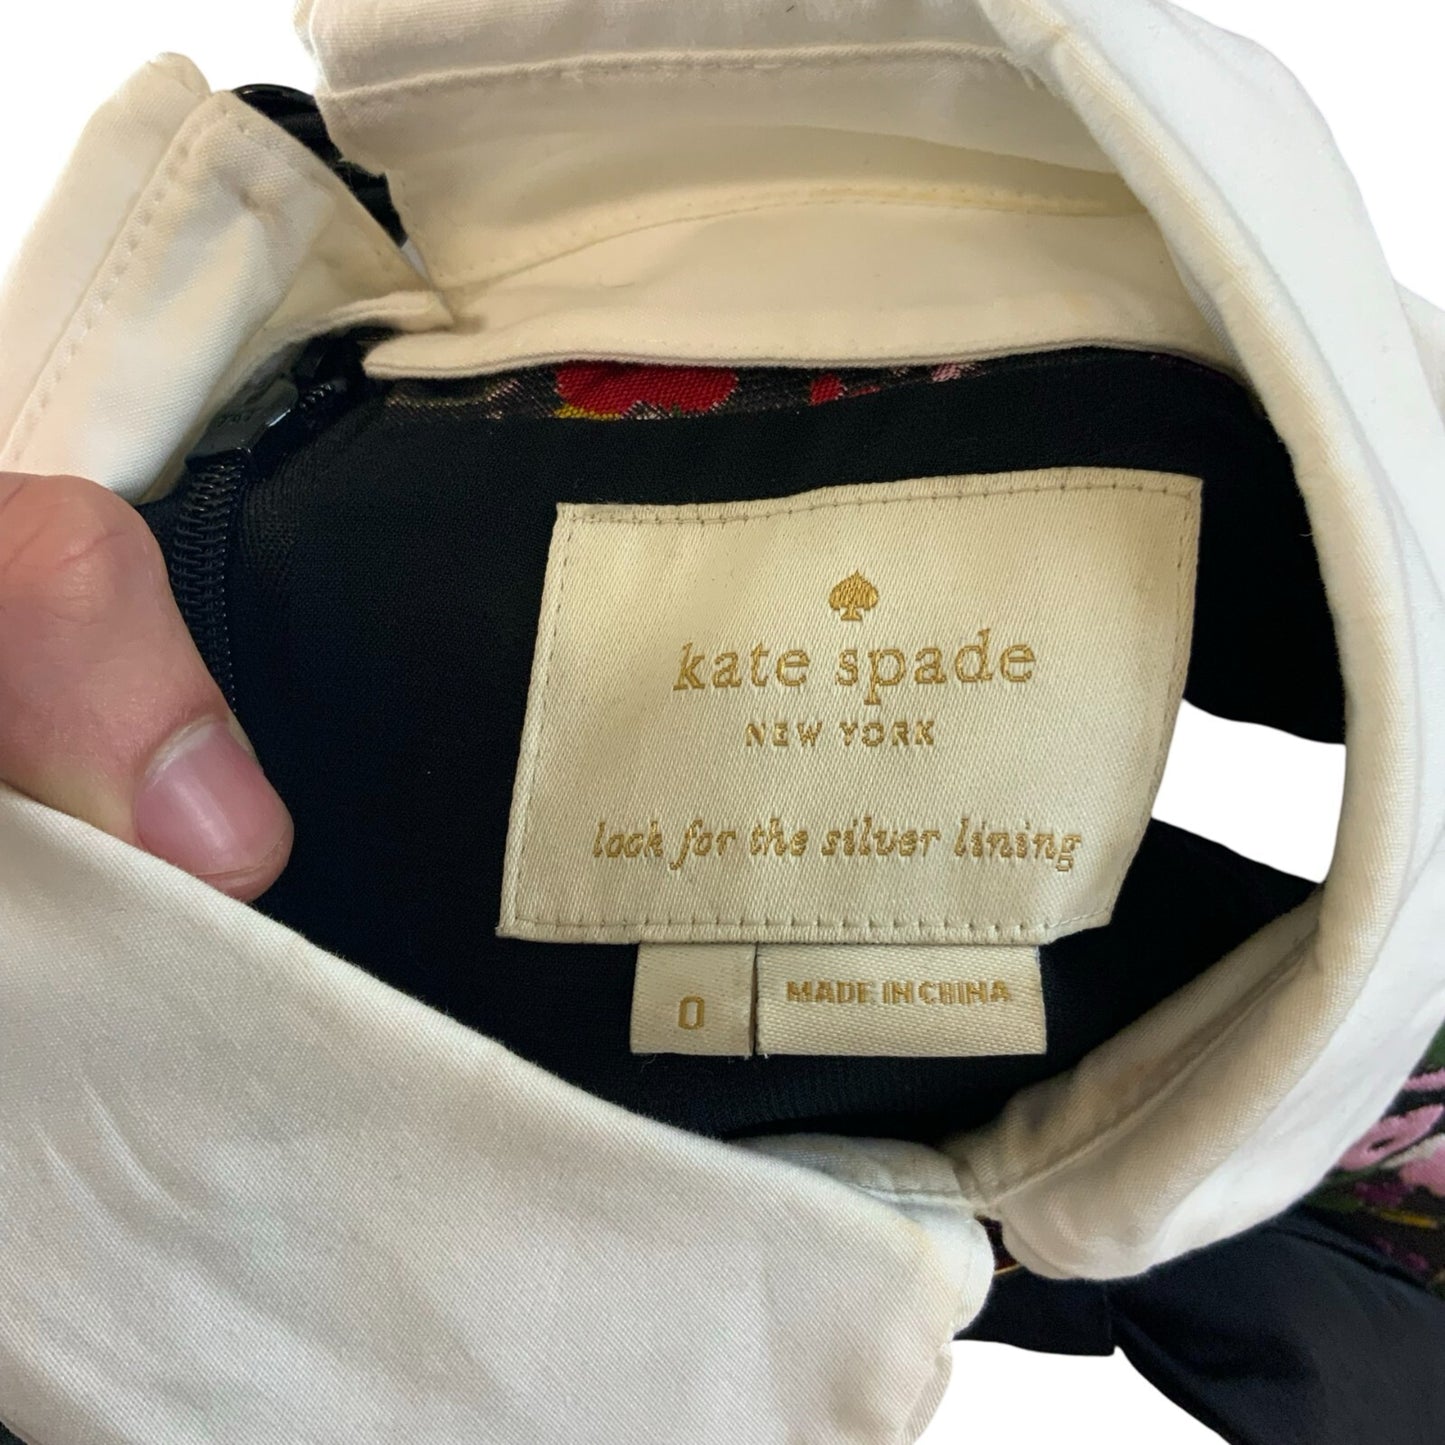 kate spade
NEW YORK
look for the silver lining
0
MADE IN CHINA